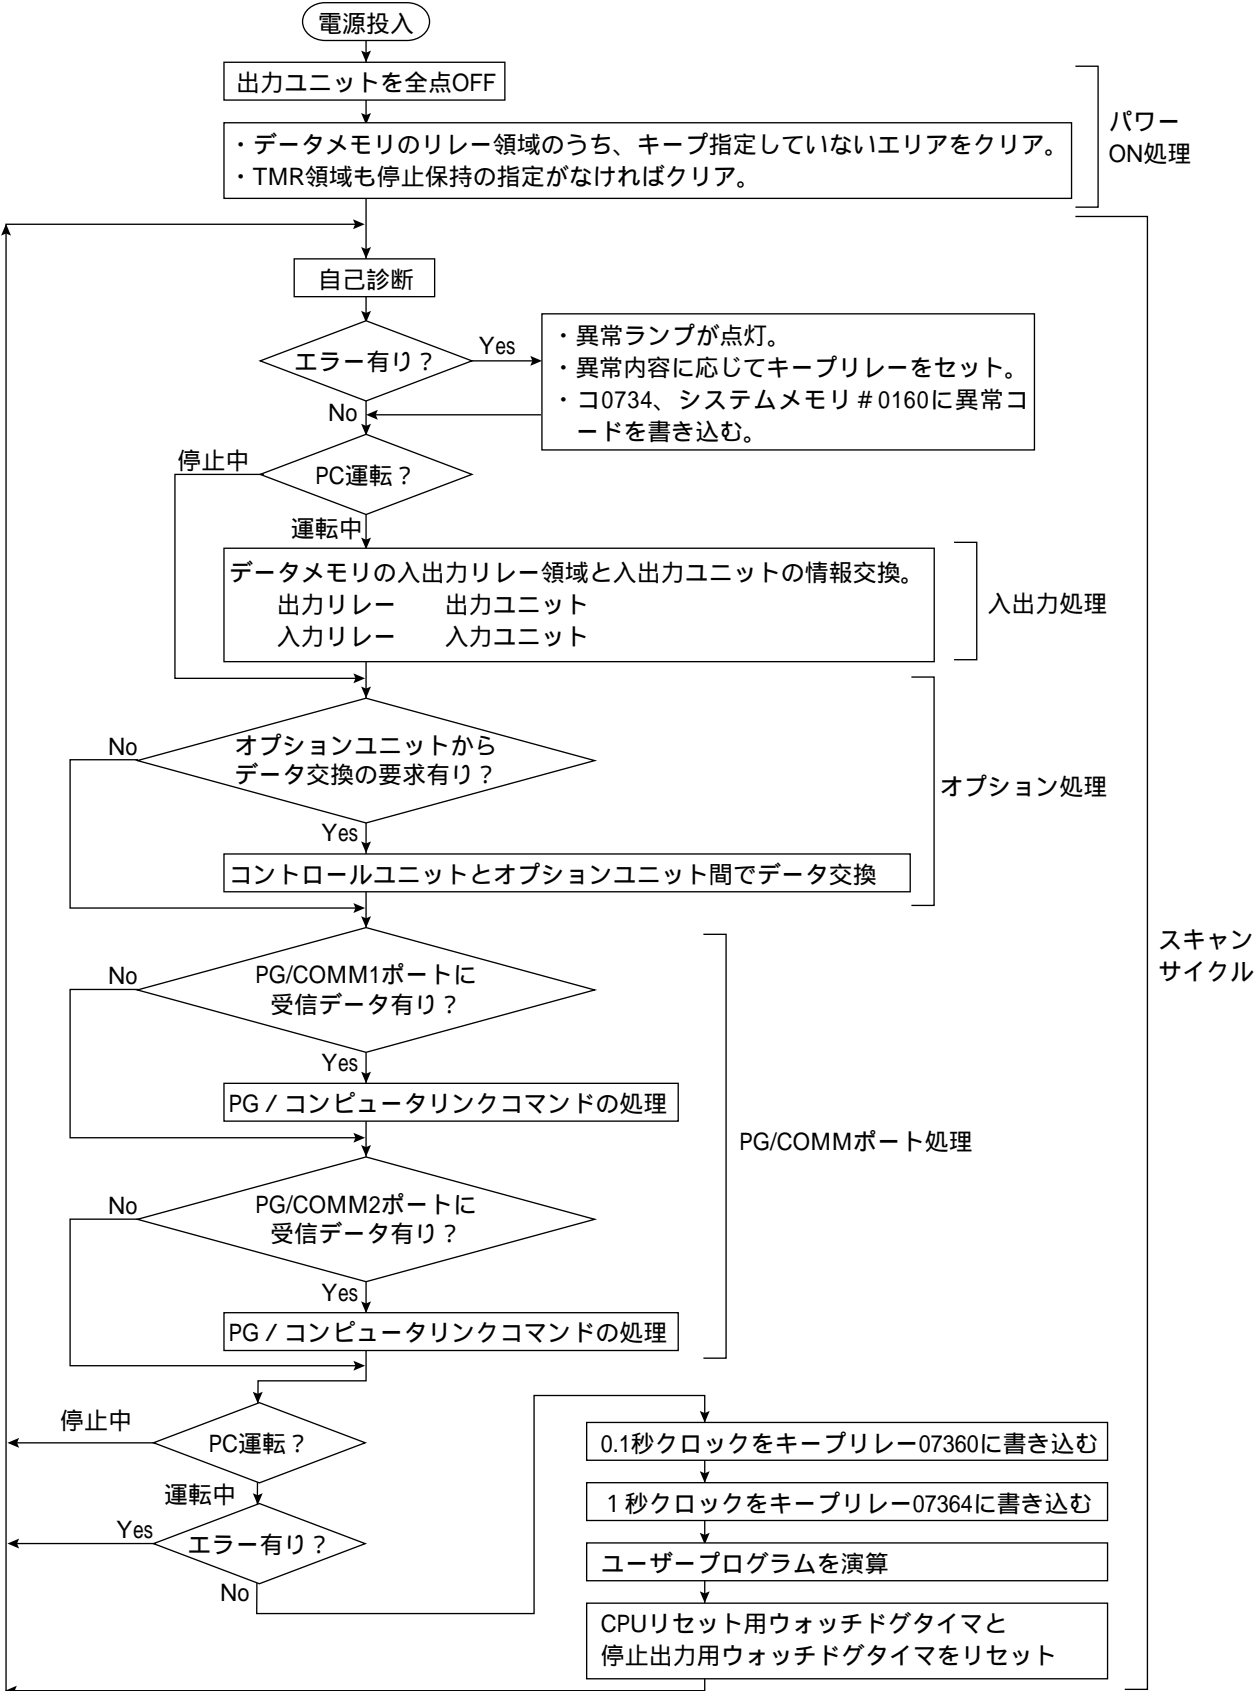 電源投入
出力ユニットを全点OFF
・データメモリのリレー領域のうち、キープ指定していないエリアをクリア。
・TMR領域も停止保持の指定がなければクリア。
パワー
ON処理
自己診断
エラー有り？
Yes
・異常ランプが点灯。
・異常内容に応じてキープリレーをセット。
・コ0734、システムメモリ＃0160に異常コ
ードを書き込む。
No
停止中
PC運転？
運転中
データメモリの入出力リレー領域と入出力ユニットの情報交換。
出力リレー　　出力ユニット
入力リレー　　入力ユニット
入出力処理
No
オプションユニットから
データ交換の要求有り？
オプション処理
Yes
コントロールユニットとオプションユニット間でデータ交換
スキャン
サイクル
No
PG/COMM1ポートに
受信データ有り？
Yes
PG／コンピュータリンクコマンドの処理
PG/COMMポート処理
No
PG/COMM2ポートに
受信データ有り？
Yes
PG／コンピュータリンクコマンドの処理
停止中
PC運転？
運転中
Yes
エラー有り？
No
0.1秒クロックをキープリレー07360に書き込む
１秒クロックをキープリレー07364に書き込む
ユーザープログラムを演算
CPUリセット用ウォッチドグタイマと
停止出力用ウォッチドグタイマをリセット